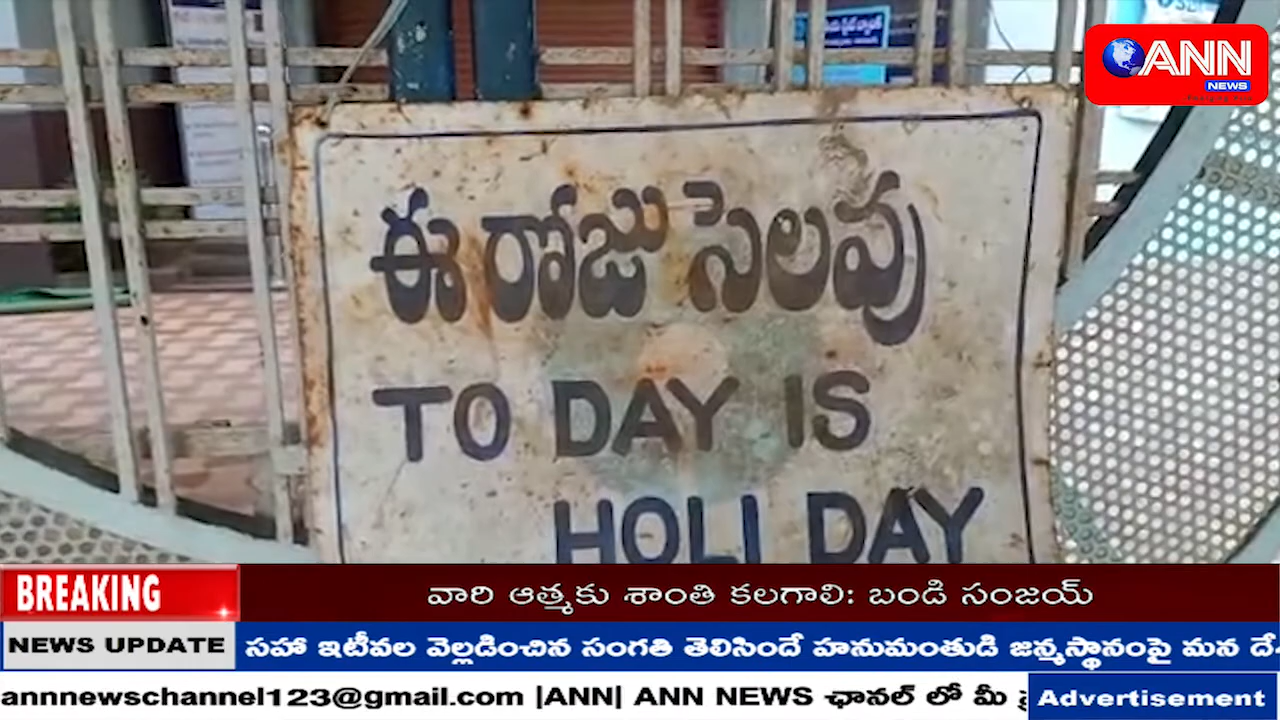 ANN
NEWS
ఈ రోజు సెలవు
TO DAY IS
HOLI DAY
BREAKING
వారి ఆత్మకు శాంతి కలగాలి: బండి సంజయ్
NEWS UPDATE
సహా ఇటీవల వెల్లడించిన సంగతి తెలిసిందే హనుమంతుడి జన్మస్థానంపై మన
annnewschannel123@gmail.com |ANN| ANN NEWS ఛానల్ లో మీ
Advertisement